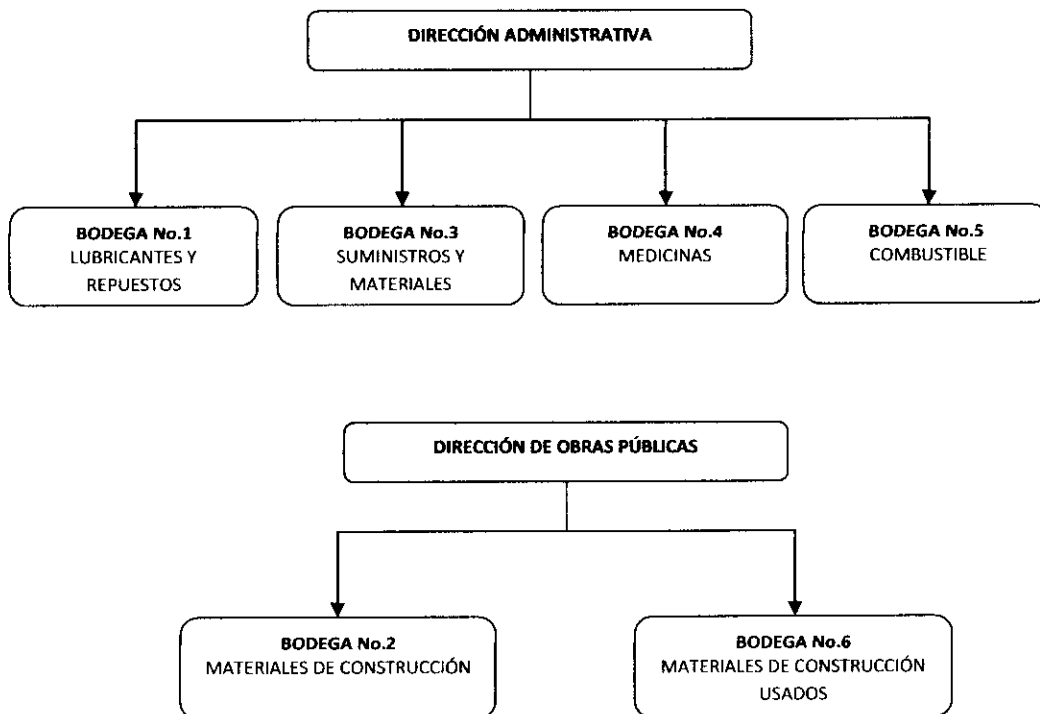 DIRECCIÓN ADMINISTRATIVA
BODEGA No.1
LUBRICANTES Y
REPUESTOS
BODEGA No.3
SUMINISTROS Y
MATERIALES
BODEGA No.4
MEDICINAS
BODEGA No.5
COMBUSTIBLE
DIRECCIÓN DE OBRAS PÚBLICAS
BODEGA No.2
MATERIALES DE CONSTRUCCIÓN
BODEGA No.6
MATERIALES DE CONSTRUCCIÓN
USADOS